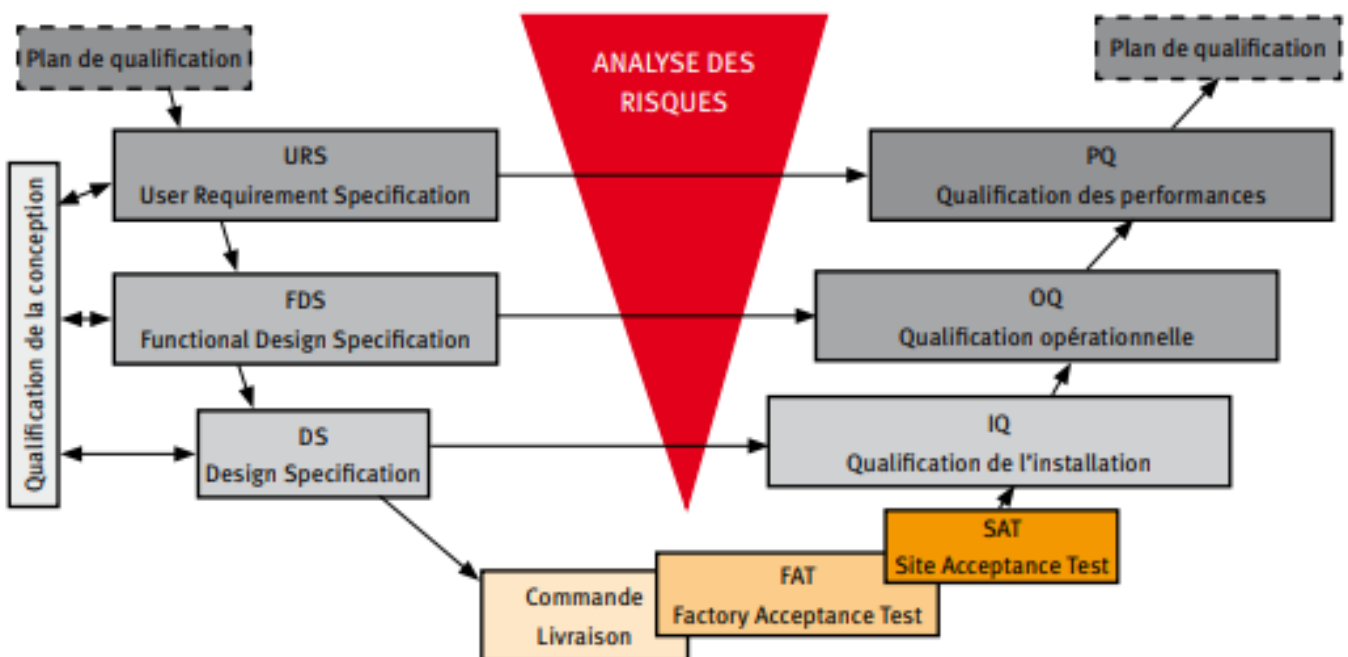 Plan de qualification
ANALYSE DES
RISQUES
Plan de qualification
URS
User Requirement Specification
PQ
Qualification des performances
Qualification de la conception
FDS
Functional Design Specification
OQ
Qualification opérationnelle
DS
Design Specification
IQ
Qualification de l'installation
SAT
Site Acceptance Test
FAT
Factory Acceptance Test
Commande
Livraison